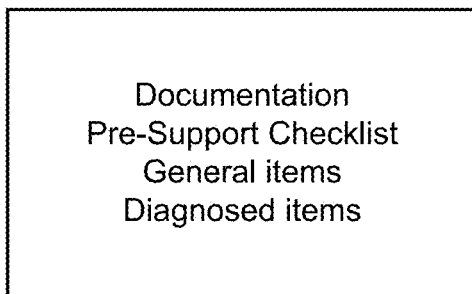 Documentation
Pre-Support Checklist
General items
Diagnosed items